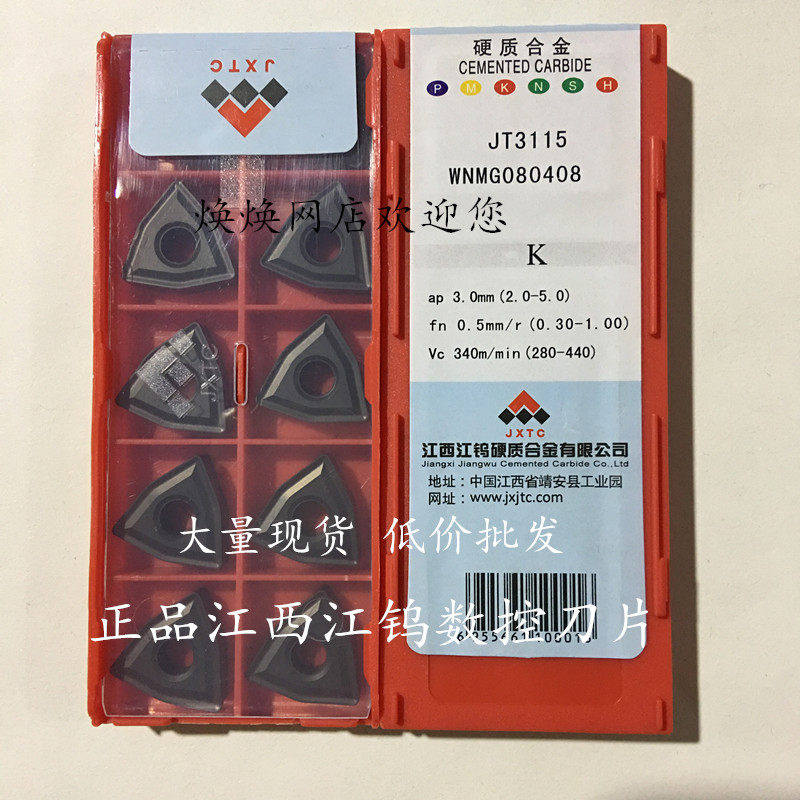 JXTC
硬质合金
CEMENTED CARBIDE
P M K N S H
JT3115
WNMG080408
焕焕网店欢迎您
K
ap 3.0mm(2.0-5.0)
fn 0.5mm/r(0.30-1.00)
Vc 340m/min(280-440)
JXTC
JXTC
江西江钨硬质合金有限公司
Jiangxi Jiangwu Cemented Carbide Co.,Ltd
地址：中国江西省靖安县工业园
网址：www.jxjtc.com
大量现货 低价批发
正品江西江钨数控刀片